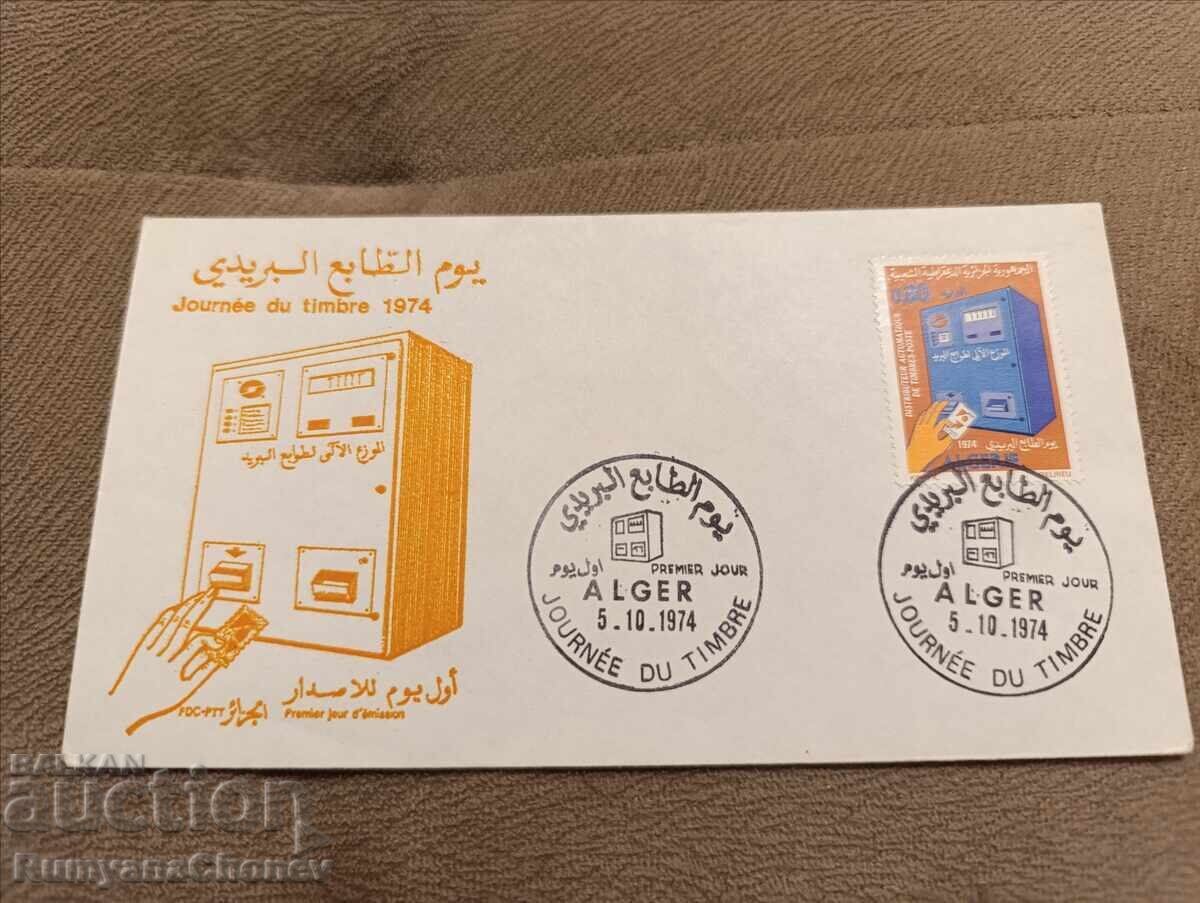 يوم الطابع البريدي
Journée du timbre 1974
الموزع الآلي لطوابع البريد
أول يوم للاصدار
FDC-PTT الجزائر Premier jour d'émission
يوم الطابع البريدي
اول يوم PREMIER JOUR
ALGER
5-10-1974
JOURNÉE DU TIMBRE
الجمهورية الجزائرية الديمقراطية الشعبية
0,80
DISTRIBUTEUR AUTOMATIQUE
DE TIMBRES-POSTE
الموزع الآلي لطوابع البريد
1974 يوم الطابع البريدي
ALGERIE
يوم الطابع البريدي
اول يوم PREMIER JOUR
ALGER
5-10-1974
JOURNÉE DU TIMBRE
BALKAN
auction
RumyanaChonev